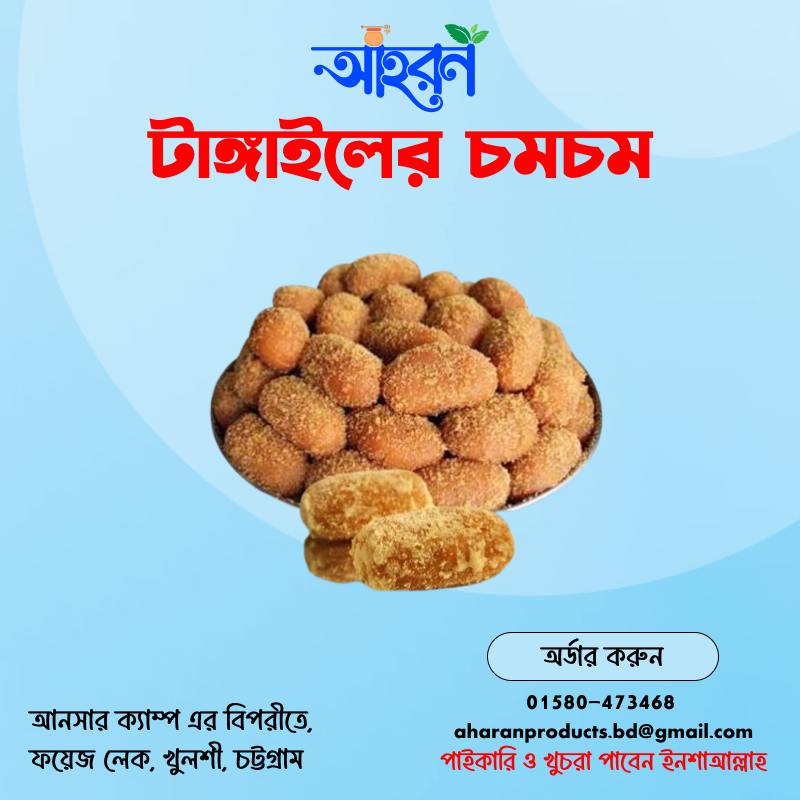 আহরণ
টাঙ্গাইলের চমচম
অর্ডার করুন
01580-473468
aharanproducts.bd@gmail.com
পাইকারি ও খুচরা পাবেন ইনশাআল্লাহ
আনসার ক্যাম্প এর বিপরীতে,
ফয়েজ লেক, খুলশী, চট্টগ্রাম